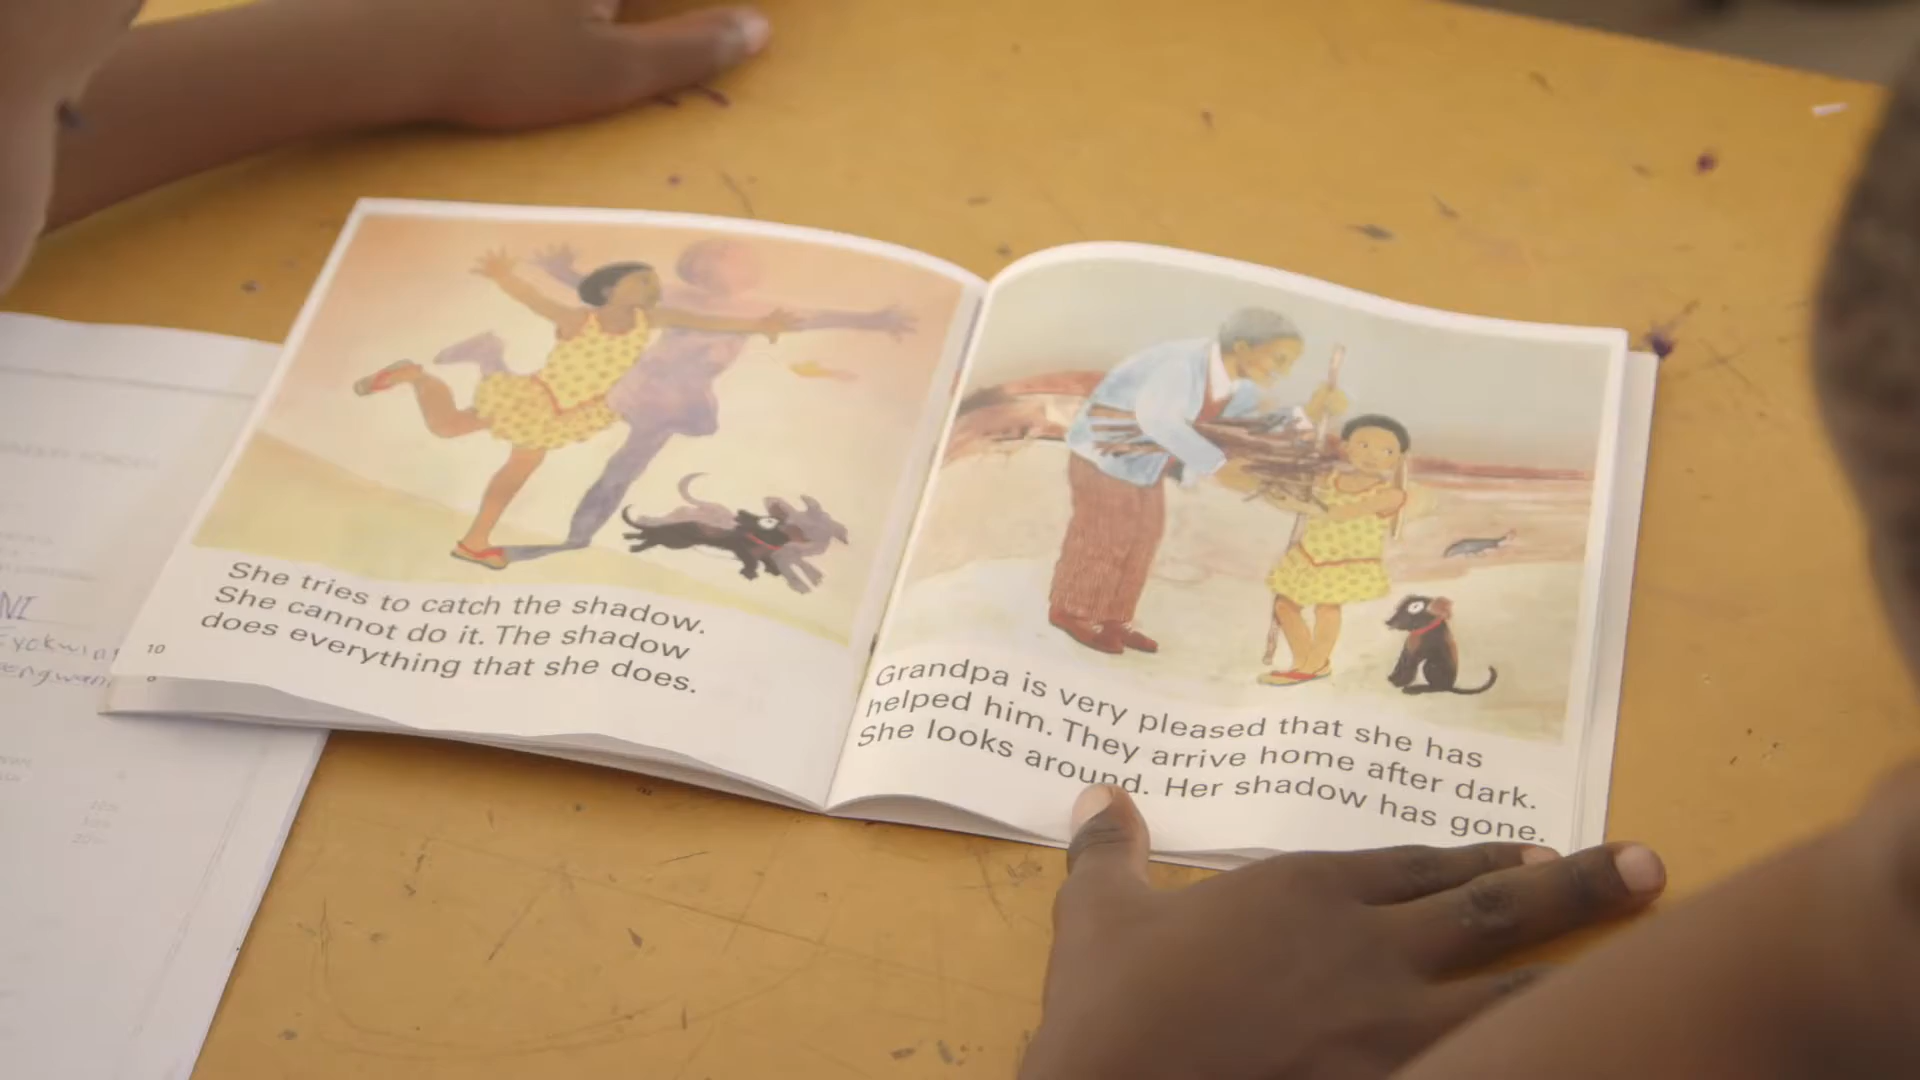 She tries to catch the shadow.
She cannot do it. The shadow
does everything that she does.
10
Grandpa is very pleased that she has
helped him. They arrive home after dark.
She looks around. Her shadow has gone.